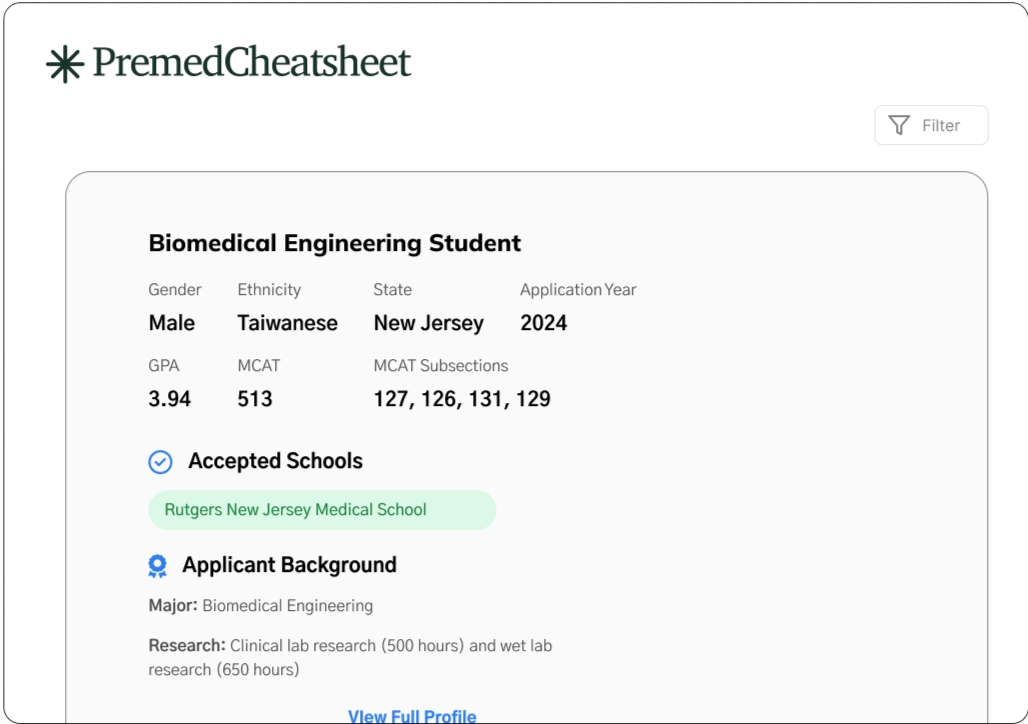 PremedCheatsheet
Filter
Biomedical Engineering Student
Gender Ethnicity State Application Year
Male Taiwanese New Jersey 2024
GPA MCAT MCAT Subsections
3.94 513 127, 126, 131, 129
Accepted Schools
Rutgers New Jersey Medical School
Applicant Background
Major: Biomedical Engineering
Research: Clinical lab research (500 hours) and wet lab
research (650 hours)
VIew Full Profile